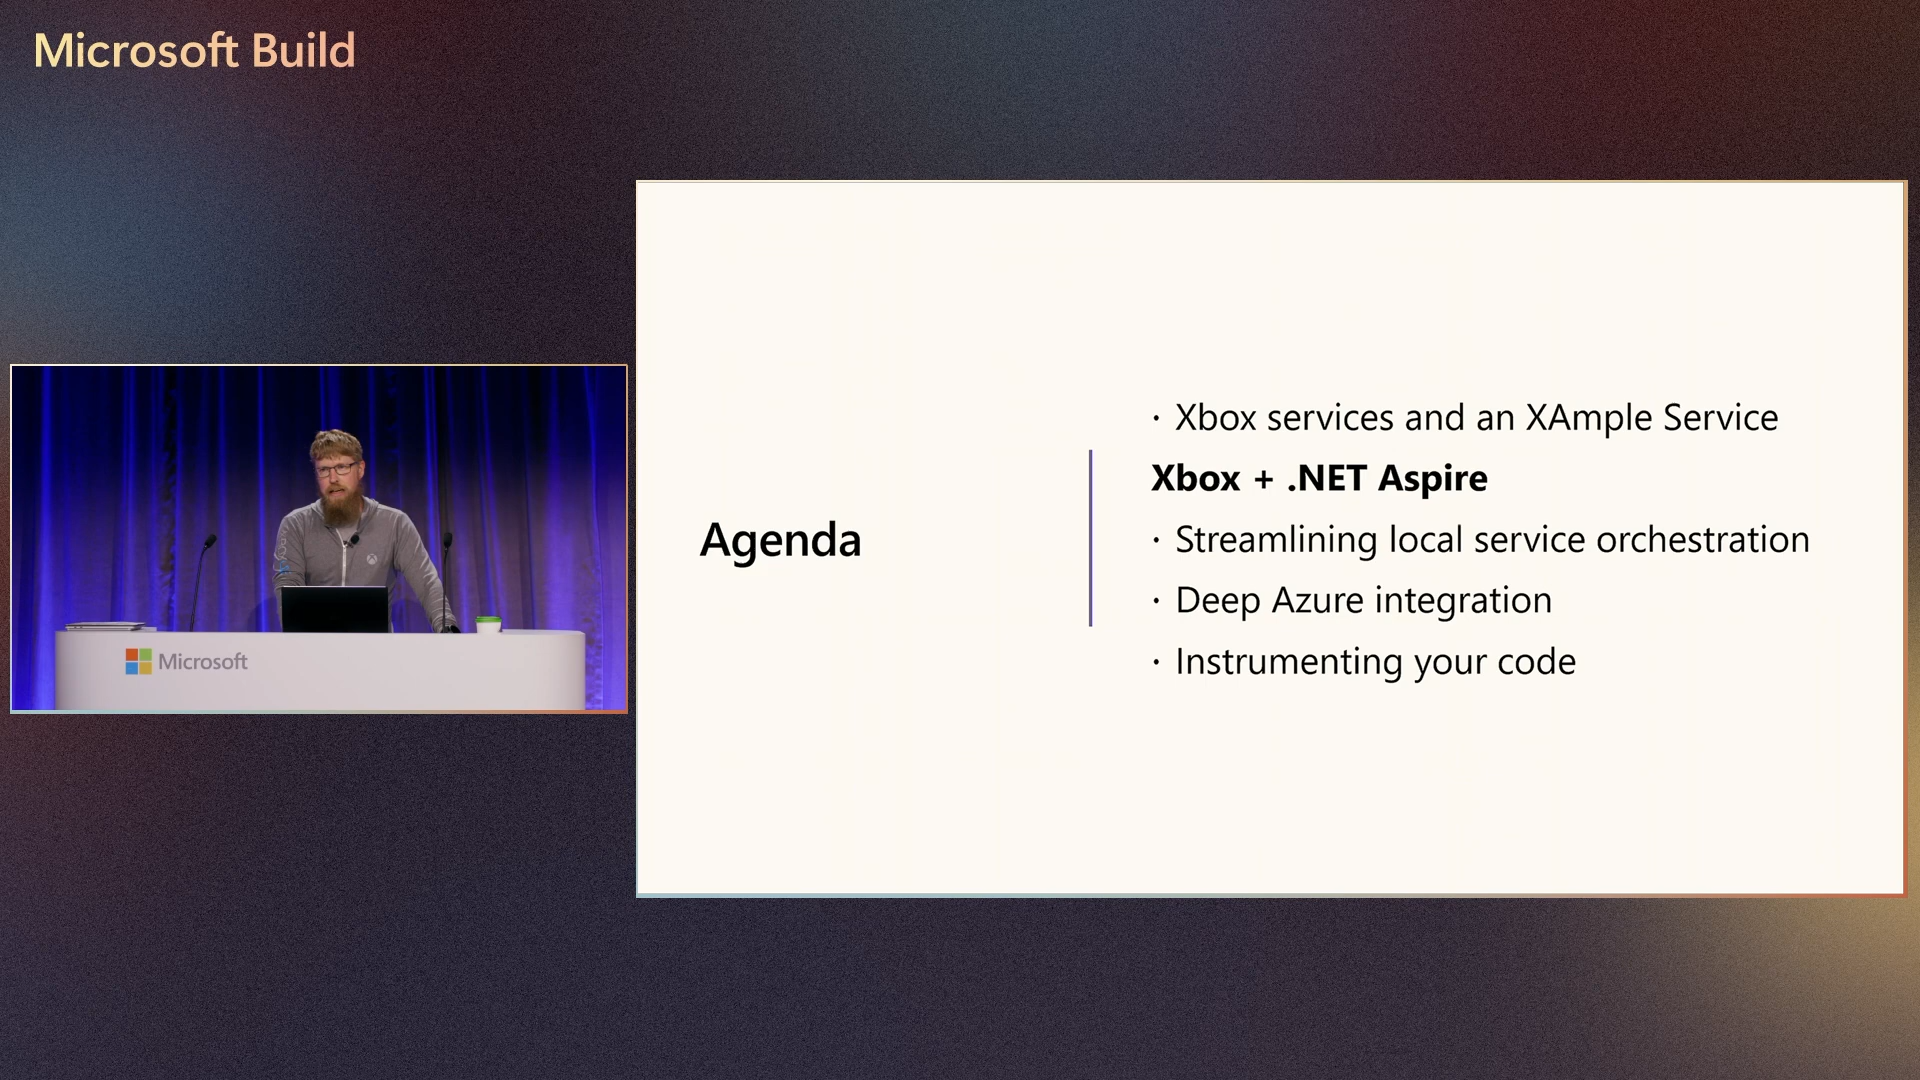 Microsoft Build
Agenda
· Xbox services and an XAmple Service
Xbox + .NET Aspire
· Streamlining local service orchestration
· Deep Azure integration
· Instrumenting your code
Microsoft